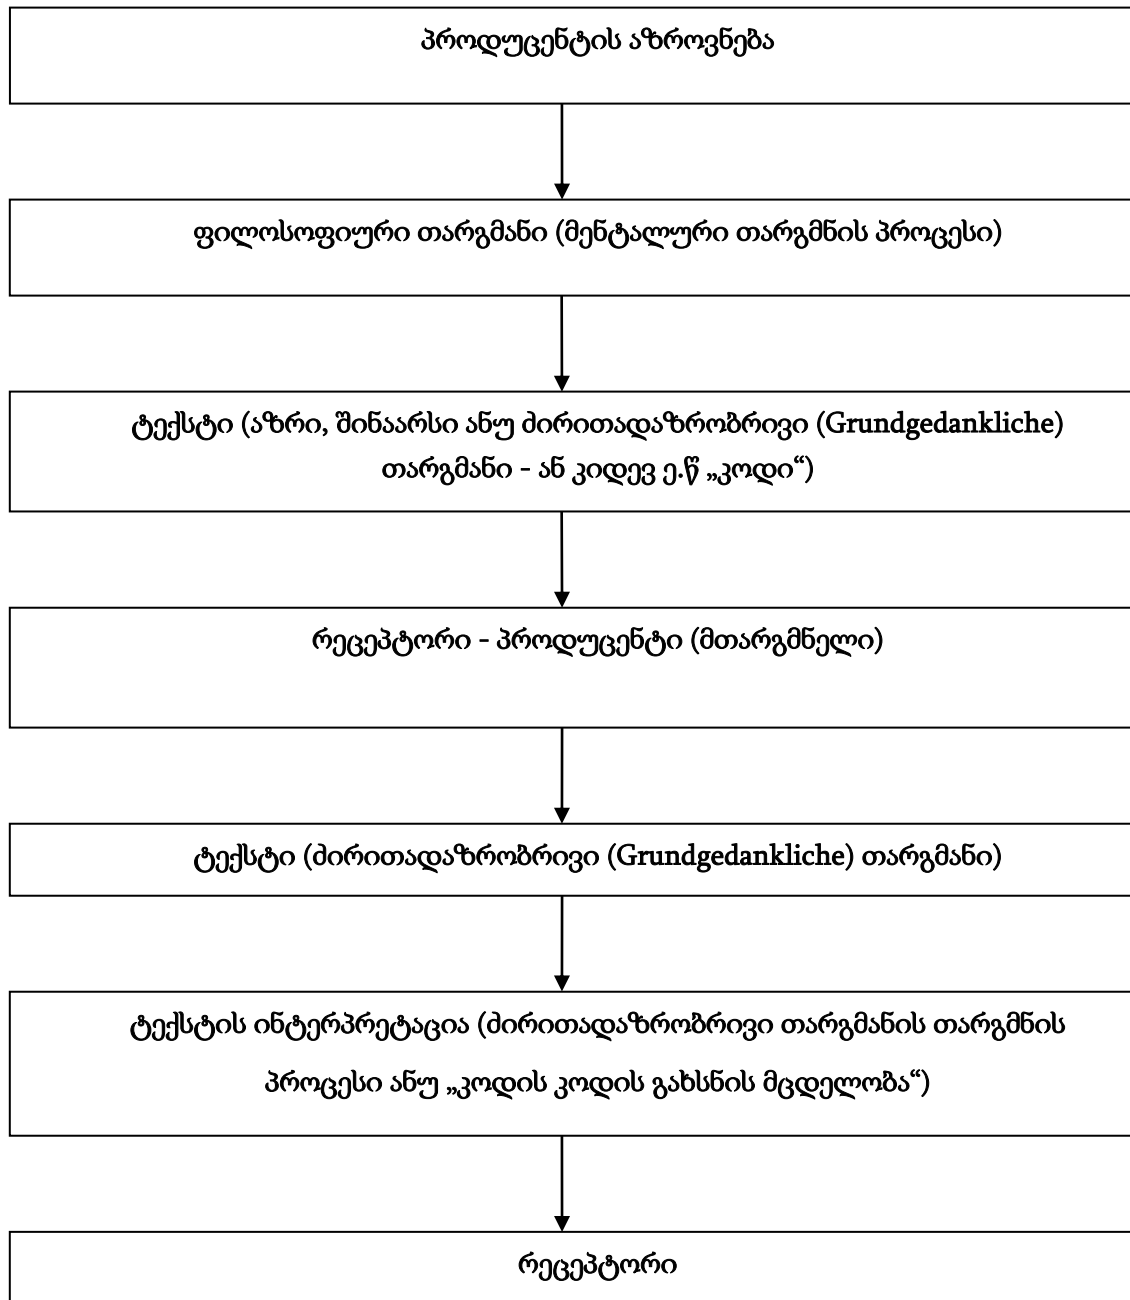 პროდუცენტის აზროვნება
ფილოსოფიური თარგმანი (მენტალური თარგმნის პროცესი)
ტექსტი (აზრი, შინაარსი ანუ ძირითადაზრობრივი (Grundgedankliche)
თარგმანი - ან კიდევ ე.წ „კოდი“)
რეცეპტორი - პროდუცენტი (მთარგმნელი)
ტექსტი (ძირითადაზრობრივი (Grundgedankliche) თარგმანი)
ტექსტის ინტერპრეტაცია (ძირითადაზრობრივი თარგმანის თარგმნის
პროცესი ანუ „კოდის კოდის გახსნის მცდელობა“)
რეცეპტორი